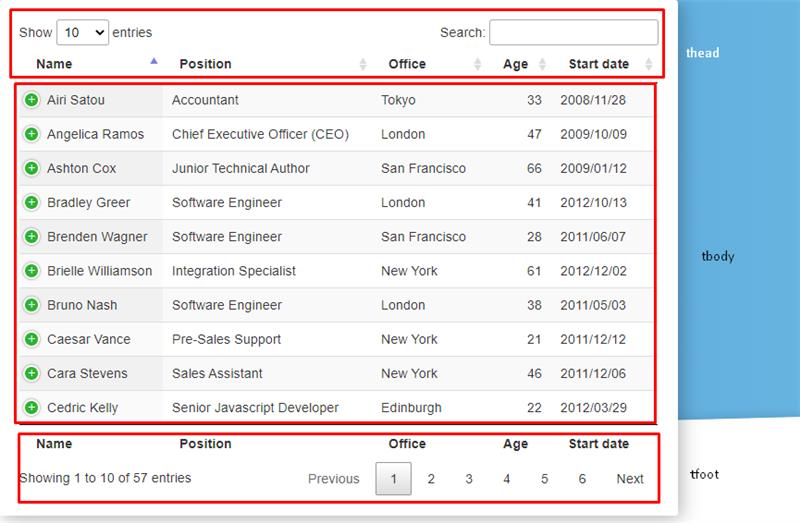 Show 10 entries Search:
thead
Name Position Office Age Start date
Airi Satou Accountant Tokyo 33 2008/11/28
Angelica Ramos Chief Executive Officer (CEO) London 47 2009/10/09
Ashton Cox Junior Technical Author San Francisco 66 2009/01/12
Bradley Greer Software Engineer London 41 2012/10/13
Brenden Wagner Software Engineer San Francisco 28 2011/06/07
tbody
Brielle Williamson Integration Specialist New York 61 2012/12/02
Bruno Nash Software Engineer London 38 2011/05/03
Caesar Vance Pre-Sales Support New York 21 2011/12/12
Cara Stevens Sales Assistant New York 46 2011/12/06
Cedric Kelly Senior Javascript Developer Edinburgh 22 2012/03/29
Name Position Office Age Start date
tfoot
Showing 1 to 10 of 57 entries Previous 1 2 3 4 5 6 Next